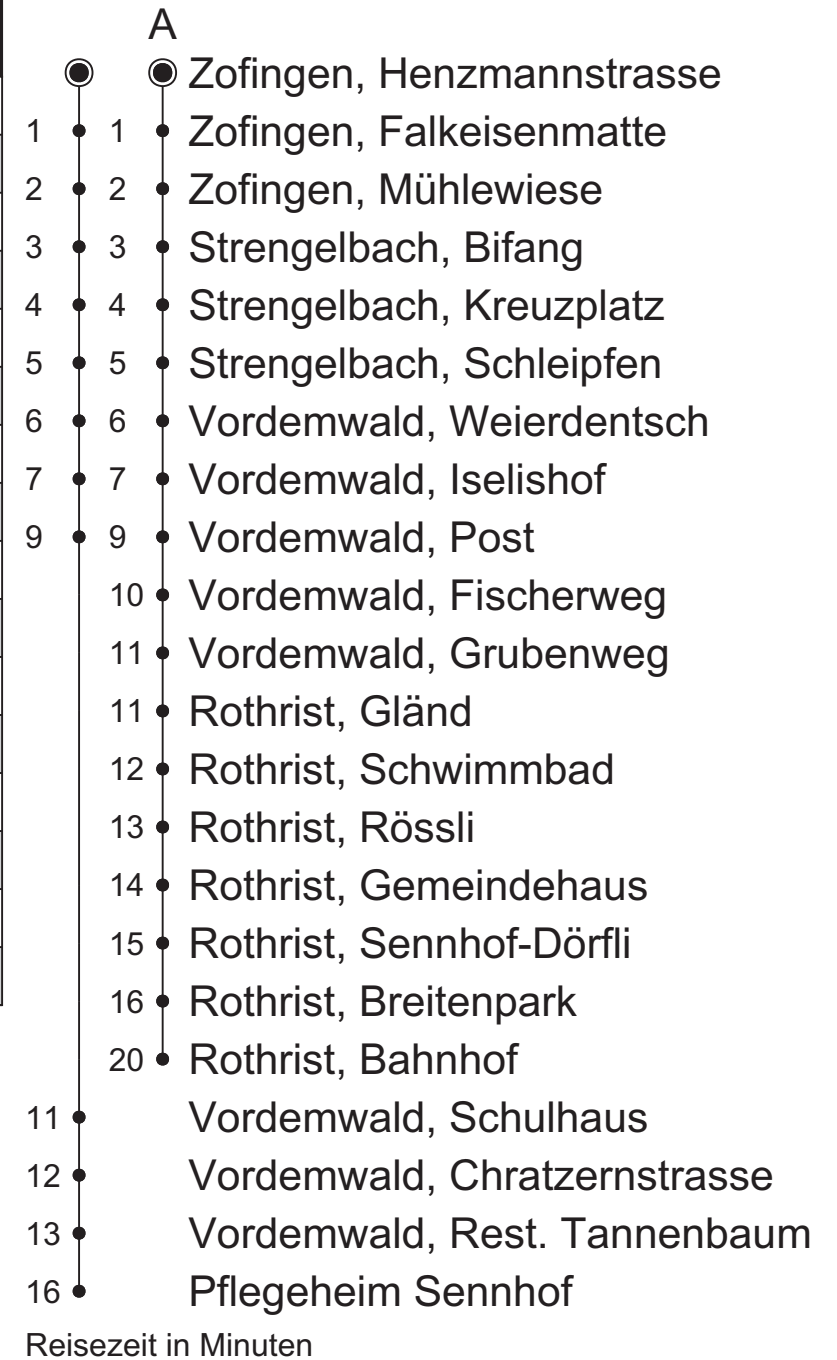 A
Zofingen, Henzmannstrasse
1 1 Zofingen, Falkeisenmatte
2 2 Zofingen, Mühlewiese
3 3 Strengelbach, Bifang
4 4 Strengelbach, Kreuzplatz
5 5 Strengelbach, Schleipfen
6 6 Vordemwald, Weierdentsch
7 7 Vordemwald, Iselishof
9 9 Vordemwald, Post
10 Vordemwald, Fischerweg
11 Vordemwald, Grubenweg
11 Rothrist, Gländ
12 Rothrist, Schwimmbad
13 Rothrist, Rössli
14 Rothrist, Gemeindehaus
15 Rothrist, Sennhof-Dörfli
16 Rothrist, Breitenpark
20 Rothrist, Bahnhof
11 Vordemwald, Schulhaus
12 Vordemwald, Chratzernstrasse
13 Vordemwald, Rest. Tannenbaum
16 Pflegeheim Sennhof
Reisezeit in Minuten